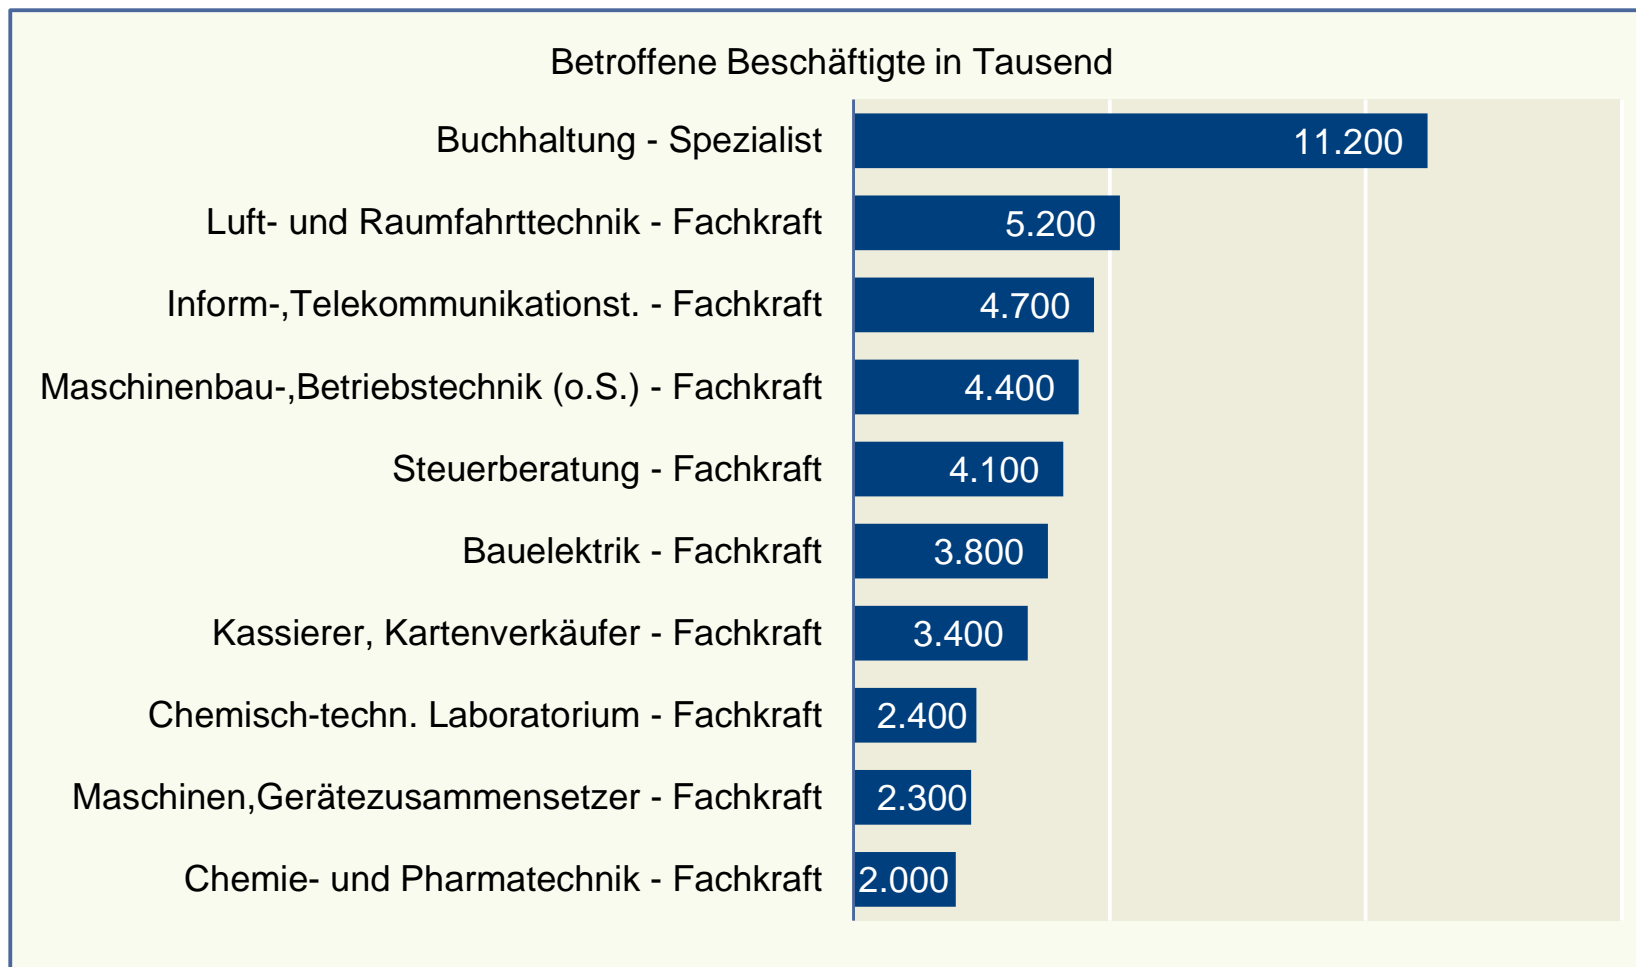 Betroffene Beschäftigte in Tausend
Buchhaltung - Spezialist 11.200
Luft- und Raumfahrttechnik - Fachkraft 5.200
Inform-,Telekommunikationst. - Fachkraft 4.700
Maschinenbau-,Betriebstechnik (o.S.) - Fachkraft 4.400
Steuerberatung - Fachkraft 4.100
Bauelektrik - Fachkraft 3.800
Kassierer, Kartenverkäufer - Fachkraft 3.400
Chemisch-techn. Laboratorium - Fachkraft 2.400
Maschinen,Gerätezusammensetzer - Fachkraft 2.300
Chemie- und Pharmatechnik - Fachkraft 2.000